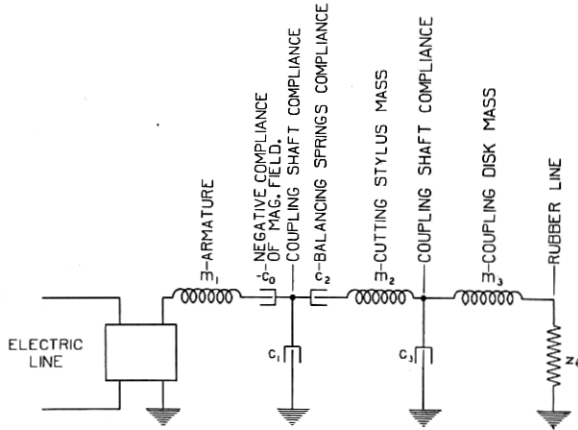 m-ARMATURE
-NEGATIVE COMPLIANCE
OF MAG. FIELD.
COUPLING SHAFT COMPLIANCE
-BALANCING SPRINGS COMPLIANCE
m-CUTTING STYLUS MASS
COUPLING SHAFT COMPLIANCE
m-COUPLING DISK MASS
RUBBER LINE
m₁
-C₀
C₂
m₂
m₃
ELECTRIC
LINE
C₁
C₃